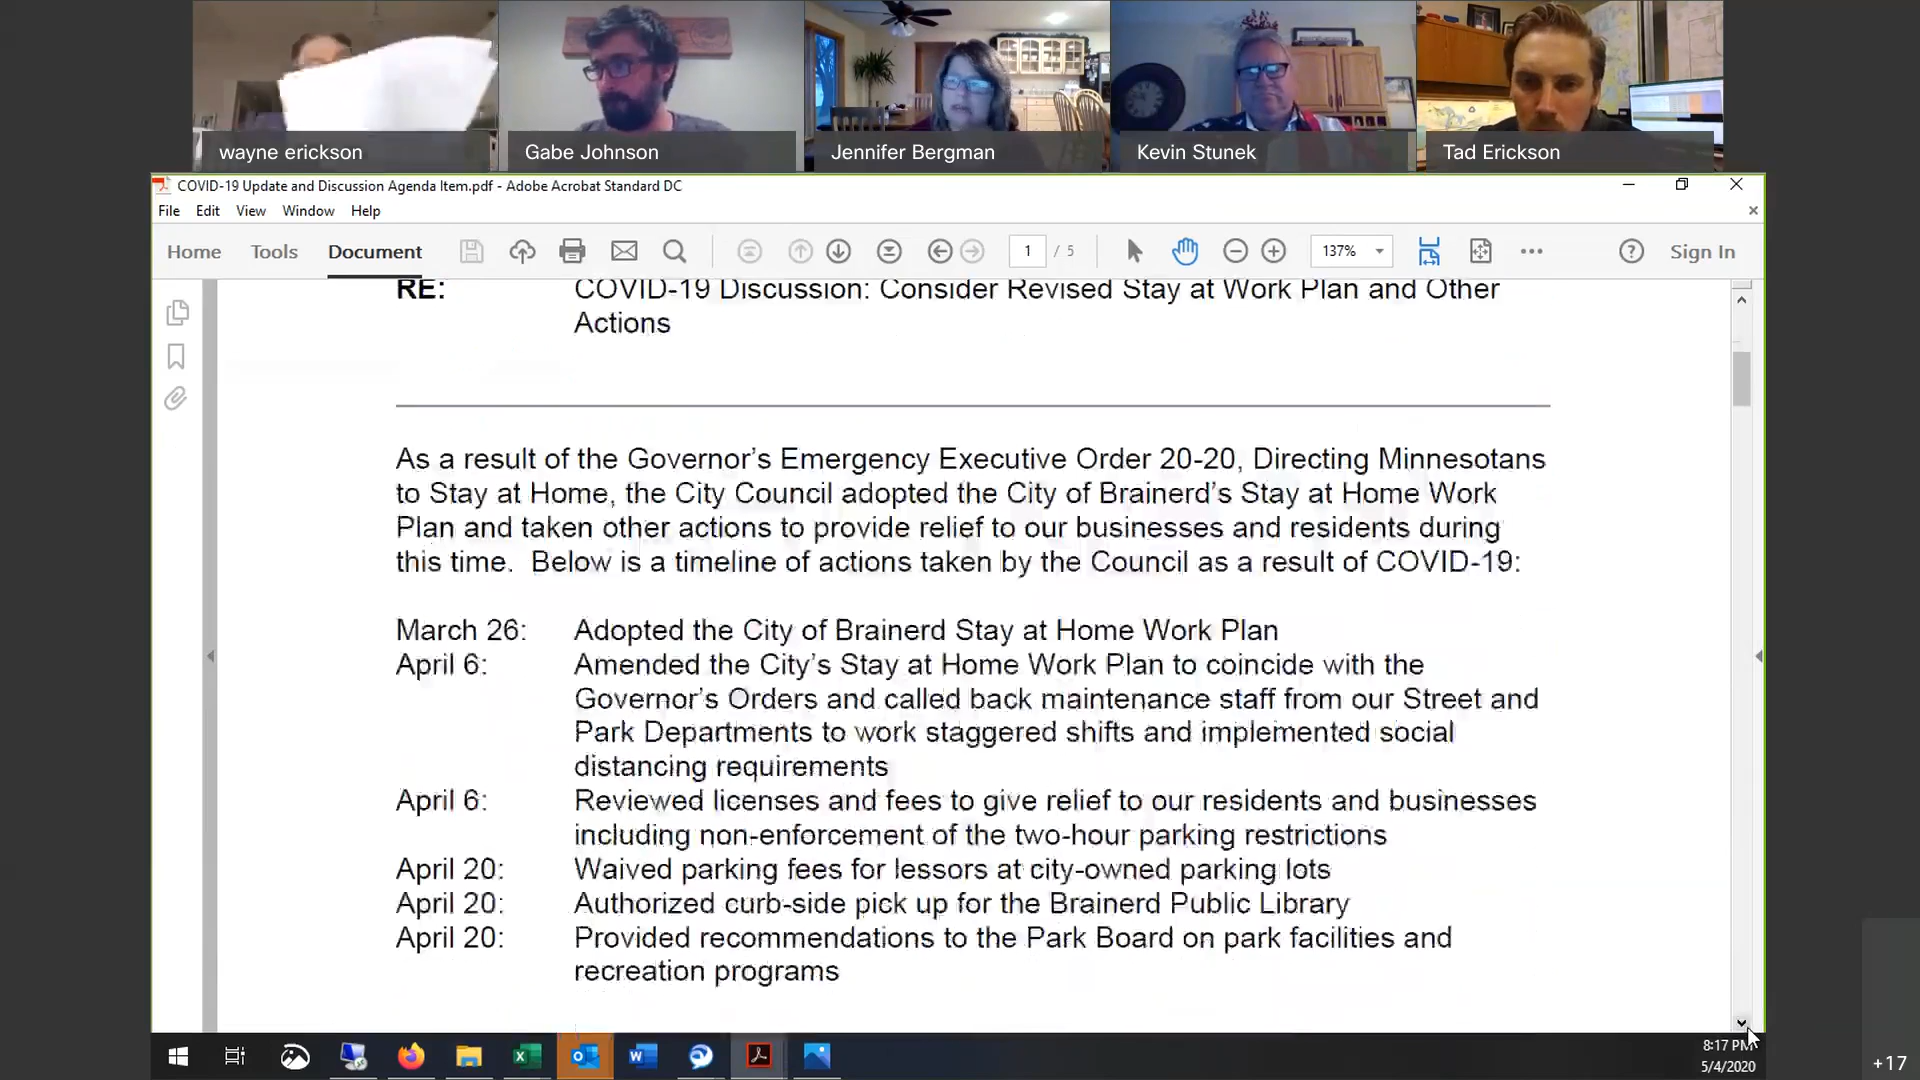 wayne erickson
Gabe Johnson
Jennifer Bergman
Kevin Stunek
Tad Erickson
COVID-19 Update and Discussion Agenda Item.pdf - Adobe Acrobat Standard DC
File Edit View Window Help
Home Tools Document 1 / 5 137% Sign In
RE: COVID-19 Discussion: Consider Revised Stay at Work Plan and Other
Actions
As a result of the Governor’s Emergency Executive Order 20-20, Directing Minnesotans
to Stay at Home, the City Council adopted the City of Brainerd’s Stay at Home Work
Plan and taken other actions to provide relief to our businesses and residents during
this time. Below is a timeline of actions taken by the Council as a result of COVID-19:
March 26: Adopted the City of Brainerd Stay at Home Work Plan
April 6: Amended the City’s Stay at Home Work Plan to coincide with the
Governor’s Orders and called back maintenance staff from our Street and
Park Departments to work staggered shifts and implemented social
distancing requirements
April 6: Reviewed licenses and fees to give relief to our residents and businesses
including non-enforcement of the two-hour parking restrictions
April 20: Waived parking fees for lessors at city-owned parking lots
April 20: Authorized curb-side pick up for the Brainerd Public Library
April 20: Provided recommendations to the Park Board on park facilities and
recreation programs
8:17 PM
5/4/2020
+17